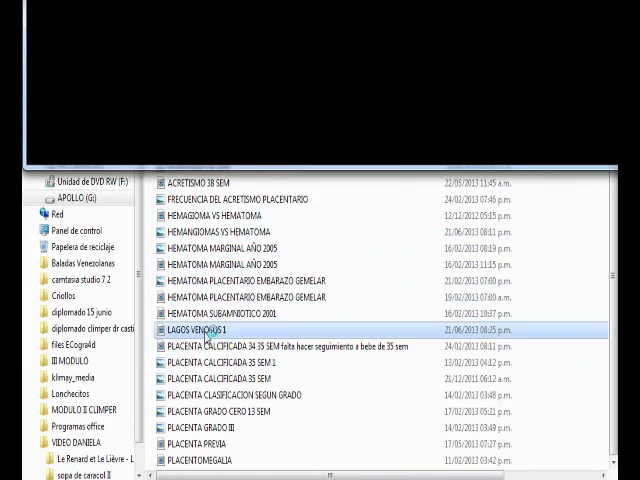 Unidad de DVD RW (F:)
APOLLO (G:)
Red
Panel de control
Papelera de reciclaje
Baladas Venezolanas
camtasia studio 7 2
Criollos
diplomado 15 junio
diplomado climper dr casti
files ECograf4d
III MODULO
klimay_media
Lonchecitos
MODULO II CLIMPER
Programas office
VIDEO DANIELA
Le Renard et Le Lièvre - L
sopa de caracol II
ACRETISMO 38 SEM 22/05/2013 11:45 a.m.
FRECUENCIA DEL ACRETISMO PLACENTARIO 24/02/2013 07:46 p.m.
HEMAGIOMA VS HEMATOMA 12/12/2012 05:15 p.m.
HEMANGIOMAS VS HEMATOMA 21/06/2013 08:11 p.m.
HEMATOMA MARGINAL AÑO 2005 16/02/2013 08:19 p.m.
HEMATOMA MARGINAL AÑO 2005 16/02/2013 11:15 p.m.
HEMATOMA PLACENTARIO EMBARAZO GEMELAR 21/06/2013 07:00 p.m.
HEMATOMA PLACENTARIO EMBARAZO GEMELAR 19/02/2013 07:00 a.m.
HEMATOMA SUBAMNIOTICO 2001 16/02/2013 10:37 p.m.
LAGOS VENOSOS 1 21/06/2013 08:25 p.m.
PLACENTA CALCIFICADA 34 35 SEM falta hacer seguimiento a bebe de 35 sem 24/02/2013 08:11 p.m.
PLACENTA CALCIFICADA 35 SEM 1 13/02/2013 04:12 p.m.
PLACENTA CALCIFICADA 35 SEM 21/12/2011 06:12 a.m.
PLACENTA CLASIFICACION SEGUN GRADO 14/02/2013 03:48 p.m.
PLACENTA GRADO CERO 13 SEM 17/02/2013 05:21 p.m.
PLACENTA GRADO III 14/02/2013 03:49 p.m.
PLACENTA PREVIA 17/05/2013 07:27 p.m.
PLACENTOMEGALIA 11/02/2013 03:42 p.m.